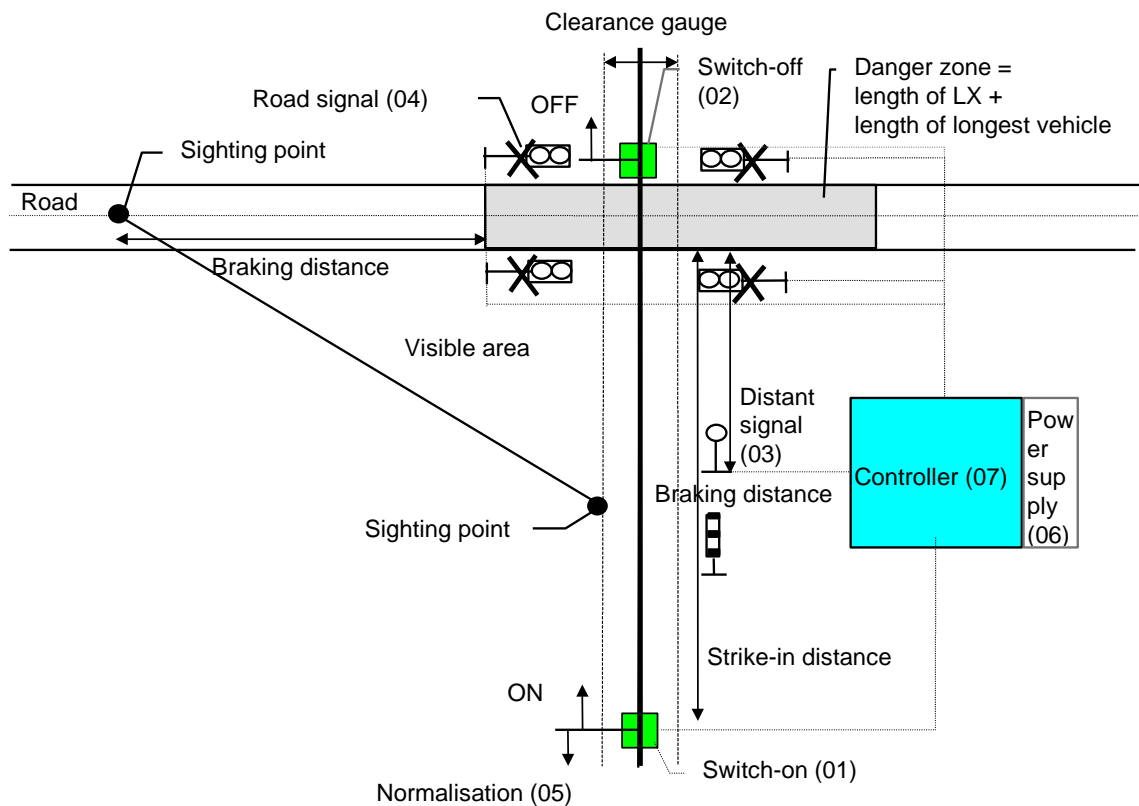 Clearance gauge
Switch-off
(02)
Danger zone =
length of LX +
length of longest vehicle
Road signal (04)
OFF
Sighting point
Road
Braking distance
Visible area
Distant
signal
(03)
Controller (07)
Pow
er
sup
ply
(06)
Braking distance
Sighting point
Strike-in distance
ON
Switch-on (01)
Normalisation (05)